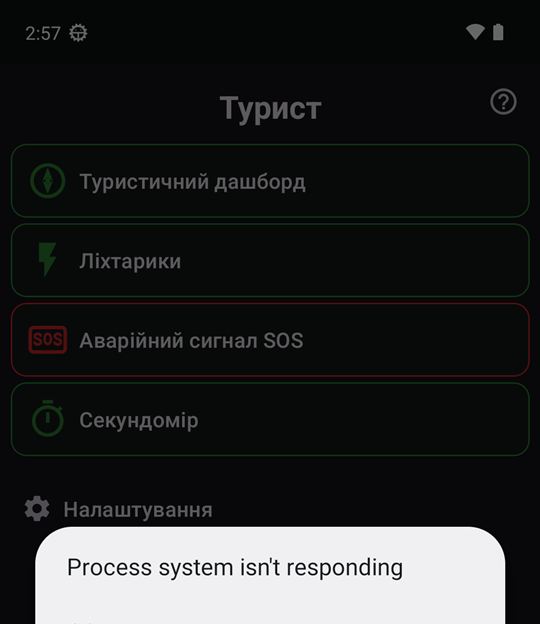 2:57
Турист
Туристичний дашборд
Ліхтарики
SOS Аварійний сигнал SOS
Секундомір
Налаштування
Process system isn't responding